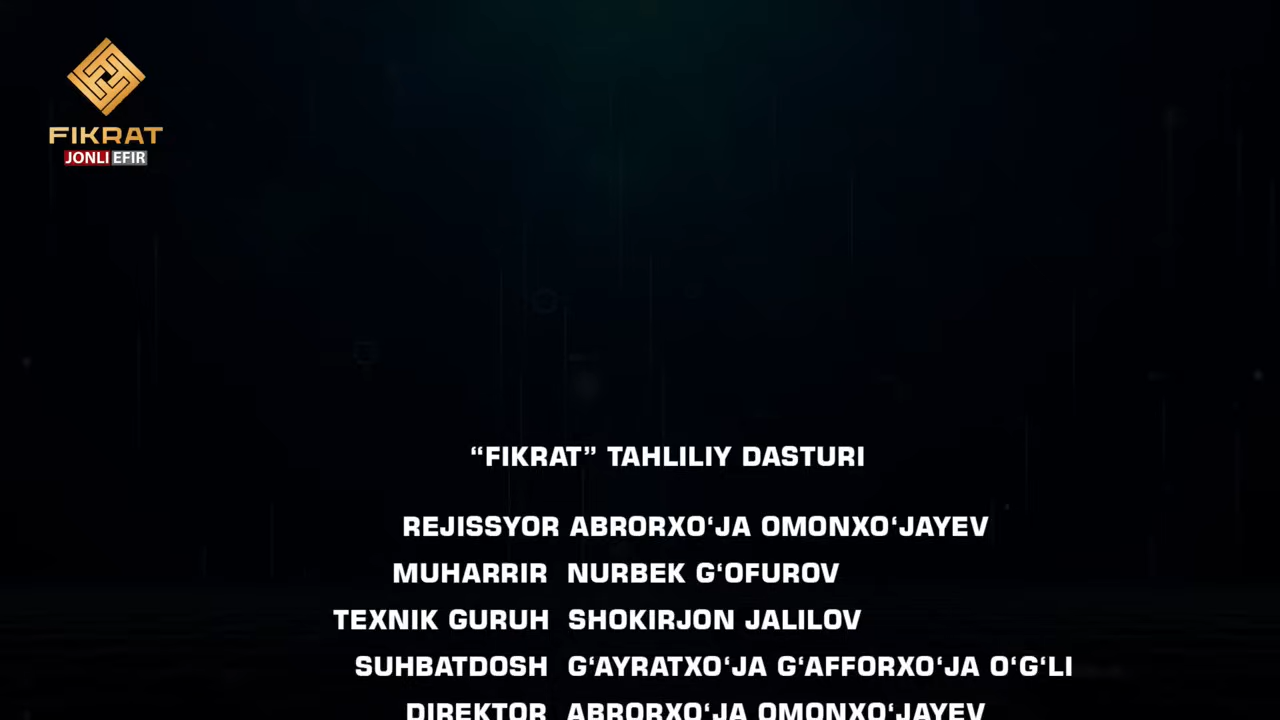 FIKRAT
JONLI EFIR
“FIKRAT” TAHLILIY DASTURI
REJISSYOR ABRORXO‘JA OMONXO‘JAYEV
MUHARRIR NURBEK G‘OFUROV
TEXNIK GURUH SHOKIRJON JALILOV
SUHBATDOSH G‘AYRATXO‘JA G‘AFFORXO‘JA O‘G‘LI
DIREKTOR ABRORXO‘JA OMONXO‘JAYEV